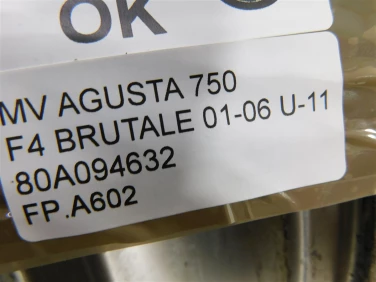 OK
MV AGUSTA 750
F4 BRUTALE 01-06 U-11
80A094632
FP.A602